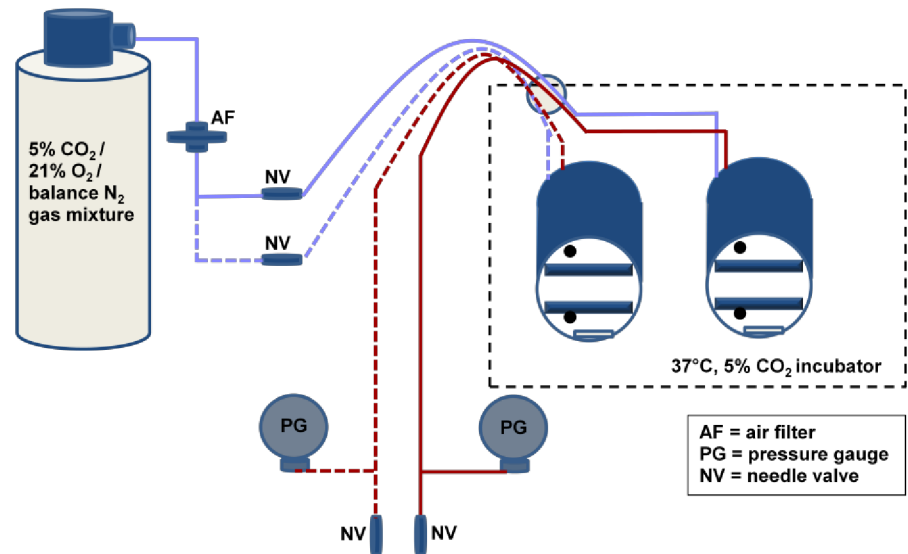 5% CO₂ /
21% O₂ /
balance N₂
gas mixture
AF
NV
NV
37°C, 5% CO₂ incubator
PG
PG
AF = air filter
PG = pressure gauge
NV = needle valve
NV
NV